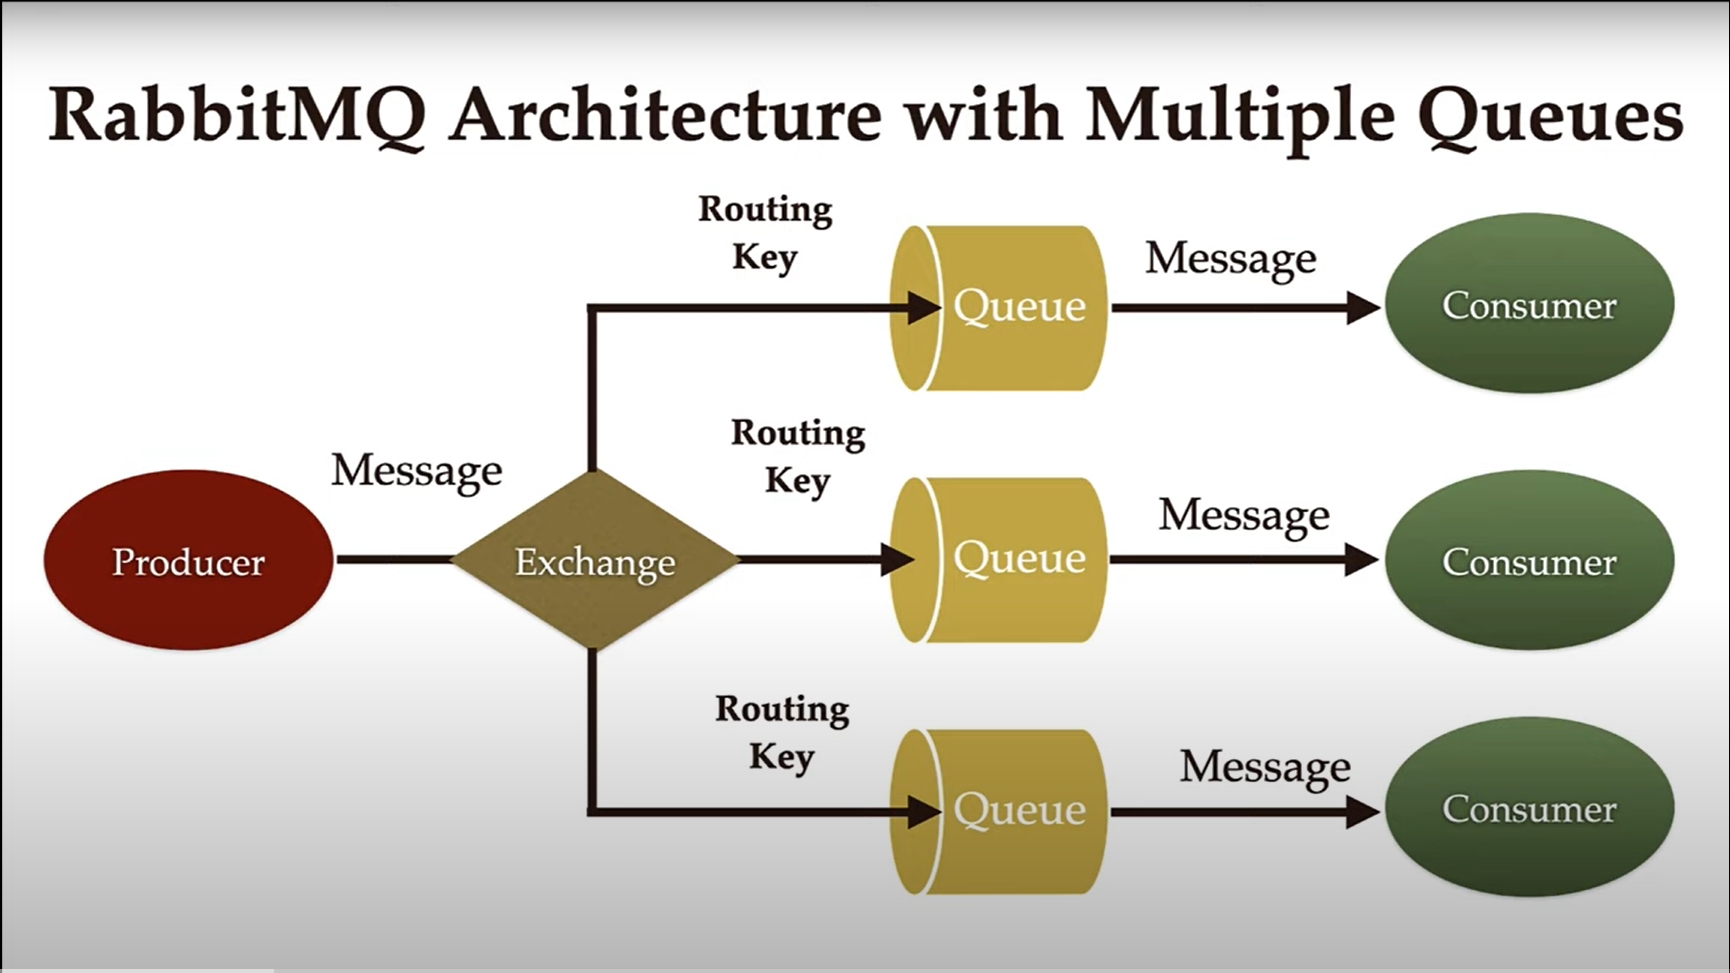 RabbitMQ Architecture with Multiple Queues
Routing
Key
Queue
Message
Consumer
Producer
Message
Exchange
Routing
Key
Queue
Message
Consumer
Routing
Key
Queue
Message
Consumer